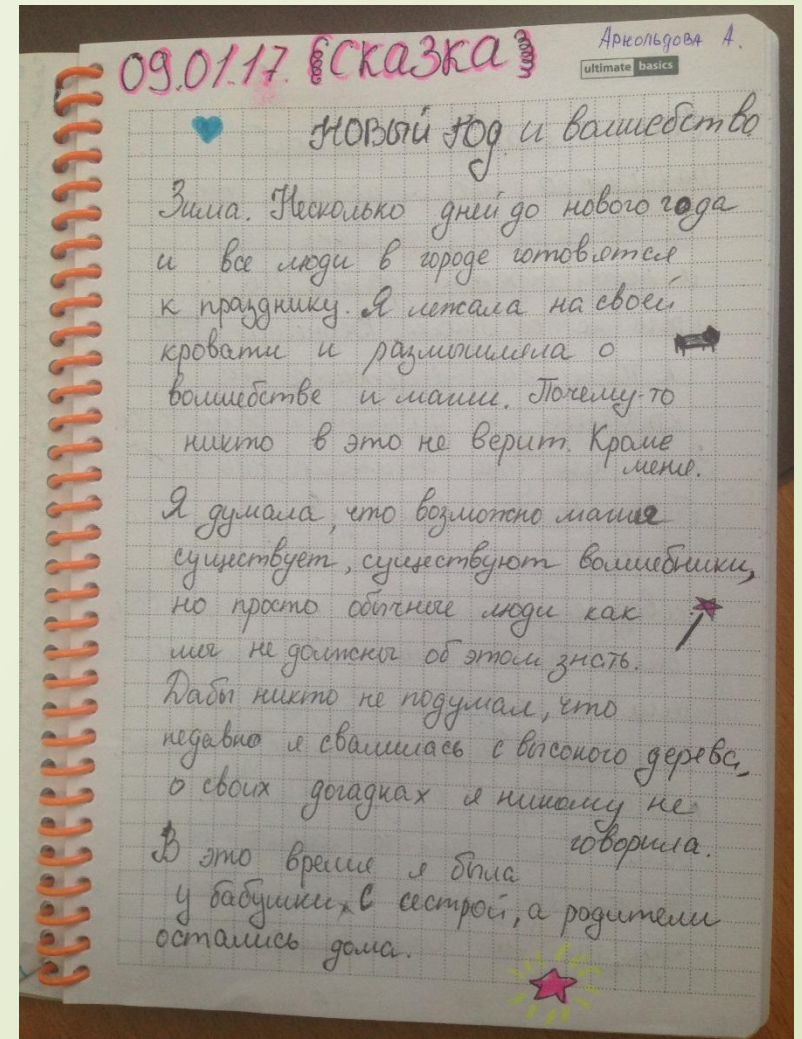 Арнольдова А.
09.01.17. {Сказка}
ultimate basics
Новый год и волшебство
Зима. Несколько дней до нового года
и все люди в городе готовятся
к празднику. Я лежала на своей
кровати и размышляла о
волшебстве и магии. Почему-то
никто в это не верит. Кроме
меня.
Я думала, что возможно магия
существует, существуют волшебники,
но просто обычные люди как
мы не должны об этом знать.
Дабы никто не подумал, что
недавно я свалилась с высокого дерева,
о своих догадках я никому не
говорила.
В это время я была
у бабушки, с сестрой, а родители
остались дома.